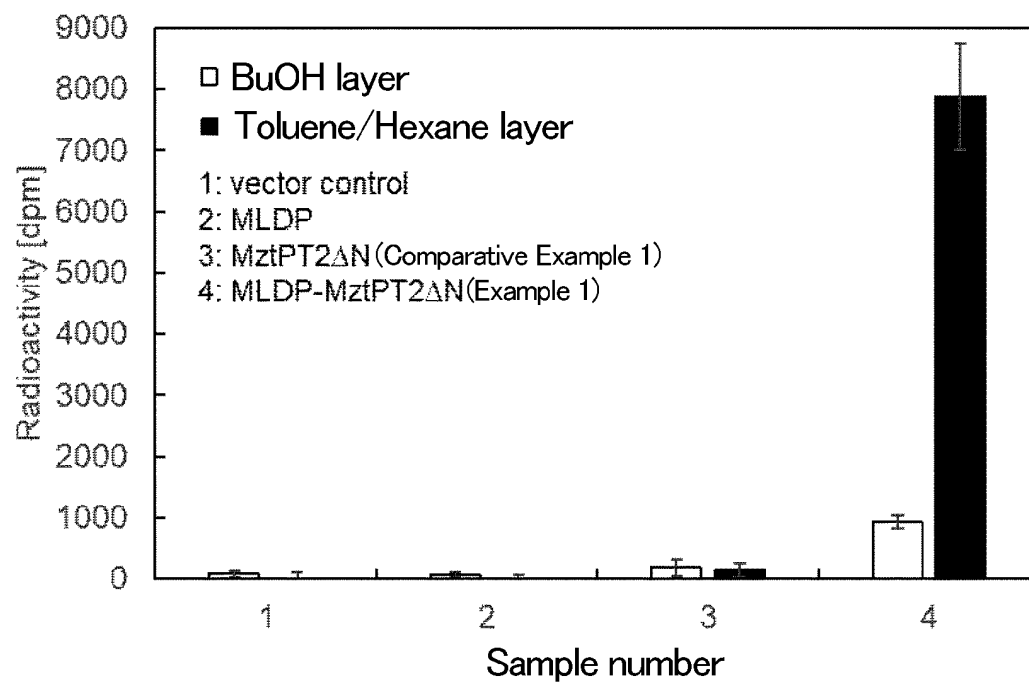 9000
8000
7000
6000
5000
4000
3000
2000
1000
0
Radioactivity [dpm]
BuOH layer
Toluene/Hexane layer
1: vector control
2: MLDP
3: MztPT2ΔN (Comparative Example 1)
4: MLDP-MztPT2ΔN(Example 1)
1 2 3 4
Sample number